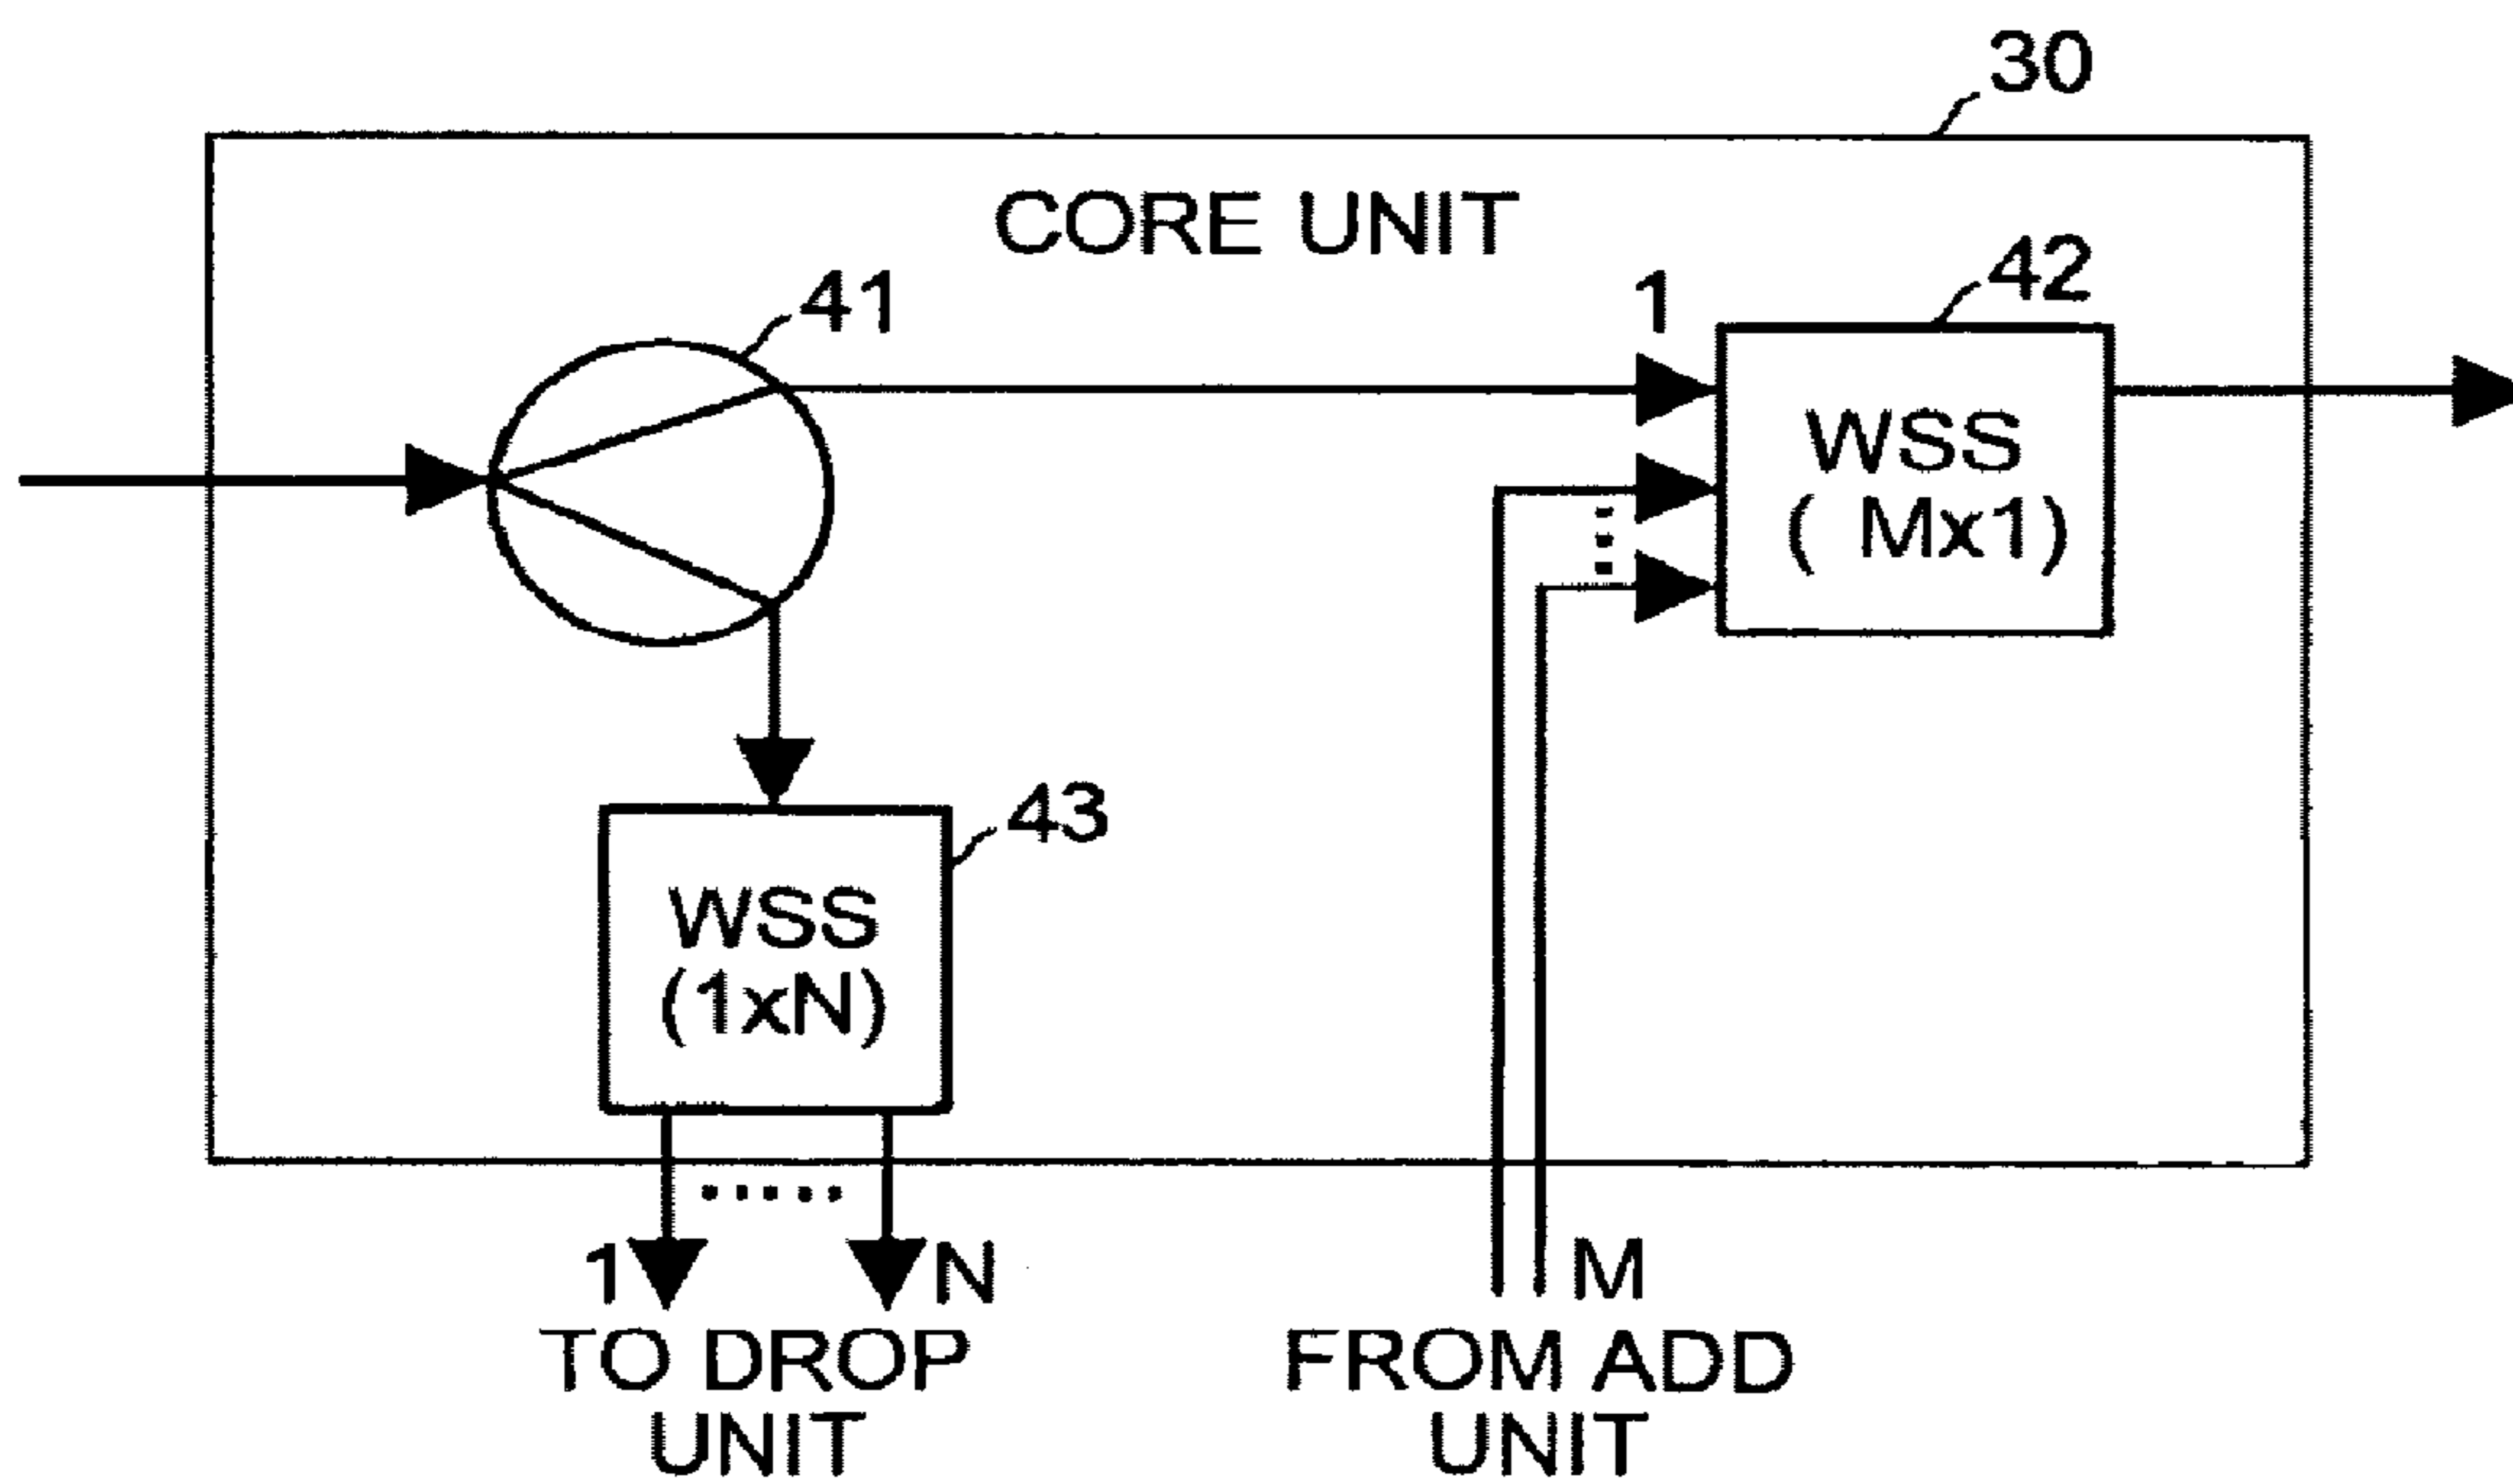 30
CORE UNIT
41
1
42
WSS
( Mx1)
43
WSS
(1xN)
1
N
M
TO DROP
UNIT
FROM ADD
UNIT